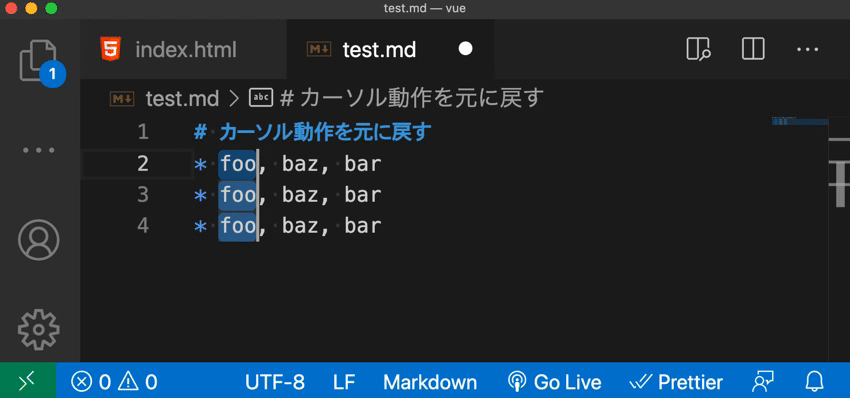 test.md — vue
index.html
test.md
test.md > # カーソル動作を元に戻す
1 # カーソル動作を元に戻す
2 * foo, baz, bar
3 * foo, baz, bar
4 * foo, baz, bar
1
0 0 UTF-8 LF Markdown Go Live Prettier